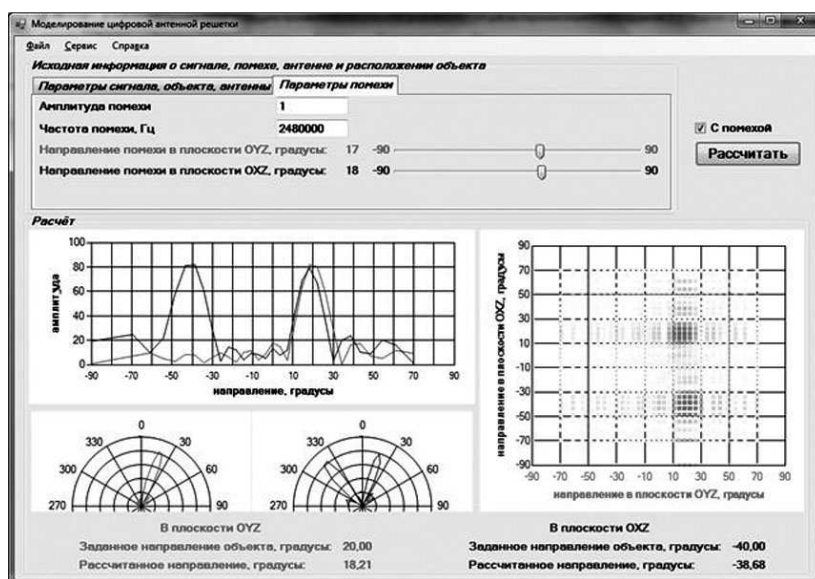 Моделирование цифровой антенной решетки
Файл Сервис Справка
Исходная информация о сигнале, помехе, антенне и расположении объекта
Параметры сигнала, объекта, антенны Параметры помехи
Амплитуда помехи 1
Частота помехи, Гц 2480000
С помехой
Направление помехи в плоскости OYZ, градусы: 17 -90 90
Рассчитать
Направление помехи в плоскости OXZ, градусы: 18 -90 90
Расчёт
амплитуда
100
80
60
40
20
0
-90 -70 -50 -30 -10 10 30 50 70 90
направление, градусы
направление в плоскости OXZ, градусы
90
70
50
30
10
-10
-30
-50
-70
-90
-90 -70 -50 -30 -10 10 30 50 70 90
направление в плоскости OYZ, градусы
0
330 30
300 60
270 90
0
330 30
300 60
270 90
В плоскости OYZ
Заданное направление объекта, градусы: 20,00
Рассчитанное направление объекта, градусы: 18,21
В плоскости OXZ
Заданное направление объекта, градусы: -40,00
Рассчитанное направление объекта, градусы: -38,68